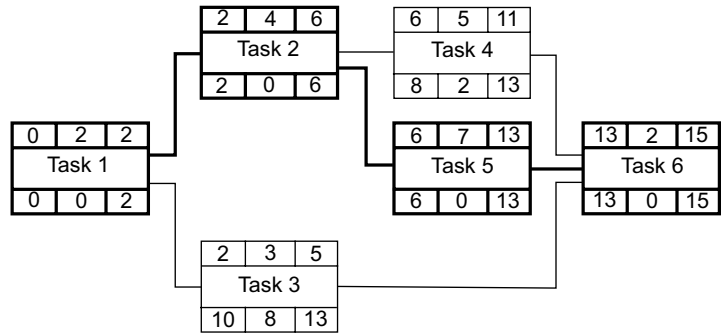 2 4 6
Task 2
2 0 6
6 5 11
Task 4
8 2 13
0 2 2
Task 1
0 0 2
6 7 13
Task 5
6 0 13
13 2 15
Task 6
13 0 15
2 3 5
Task 3
10 8 13